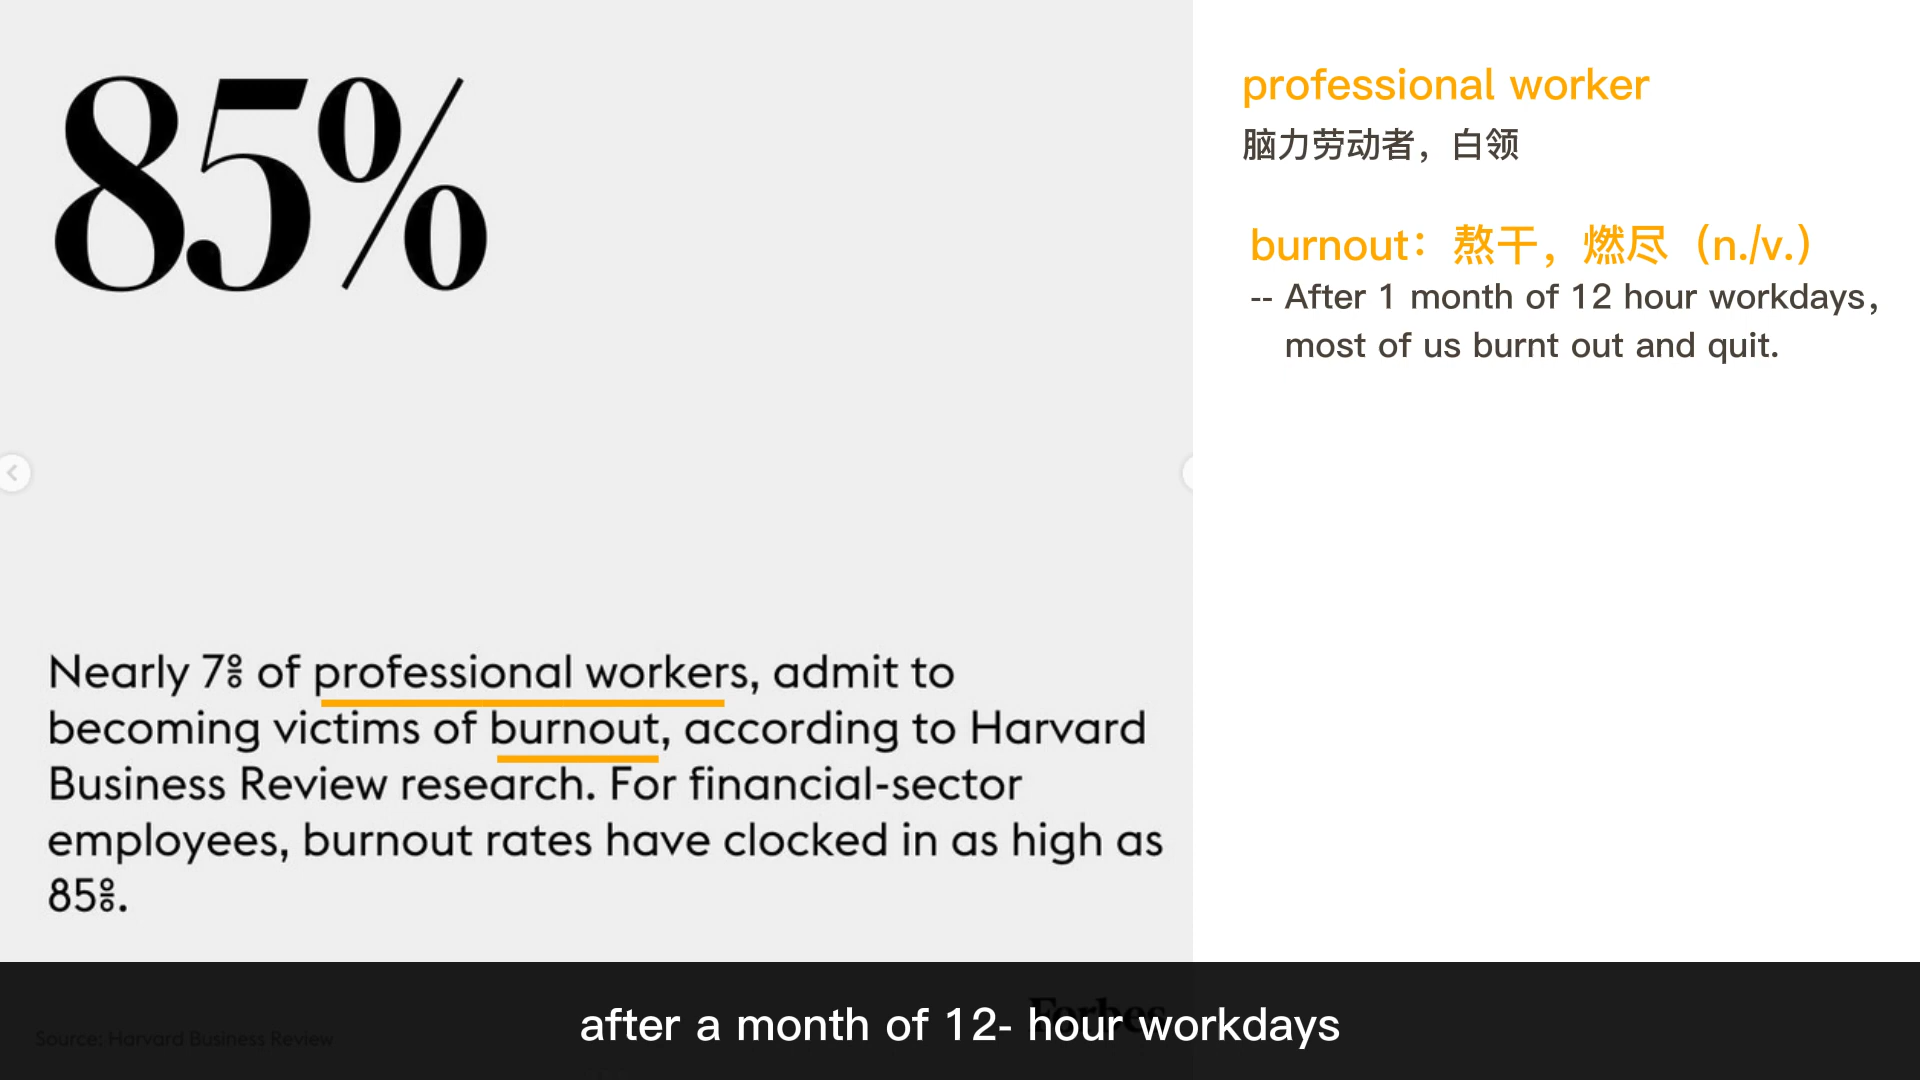 85%
Nearly 7% of professional workers, admit to
becoming victims of burnout, according to Harvard
Business Review research. For financial-sector
employees, burnout rates have clocked in as high as
85%.
professional worker
脑力劳动者，白领
burnout：熬干，燃尽（n./v.）
-- After 1 month of 12 hour workdays,
most of us burnt out and quit.
Source: Harvard Business Review
Forbes
after a month of 12- hour workdays